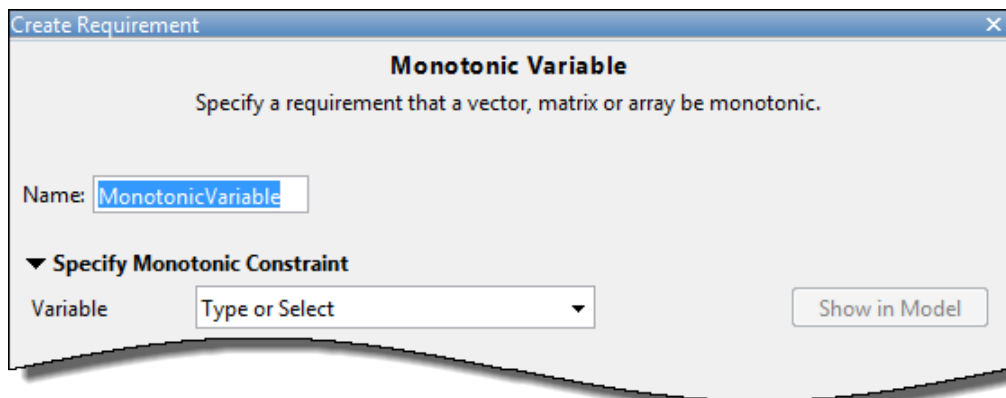 Create Requirement
Monotonic Variable
Specify a requirement that a vector, matrix or array be monotonic.
Name: MonotonicVariable
Specify Monotonic Constraint
Variable Type or Select Show in Model